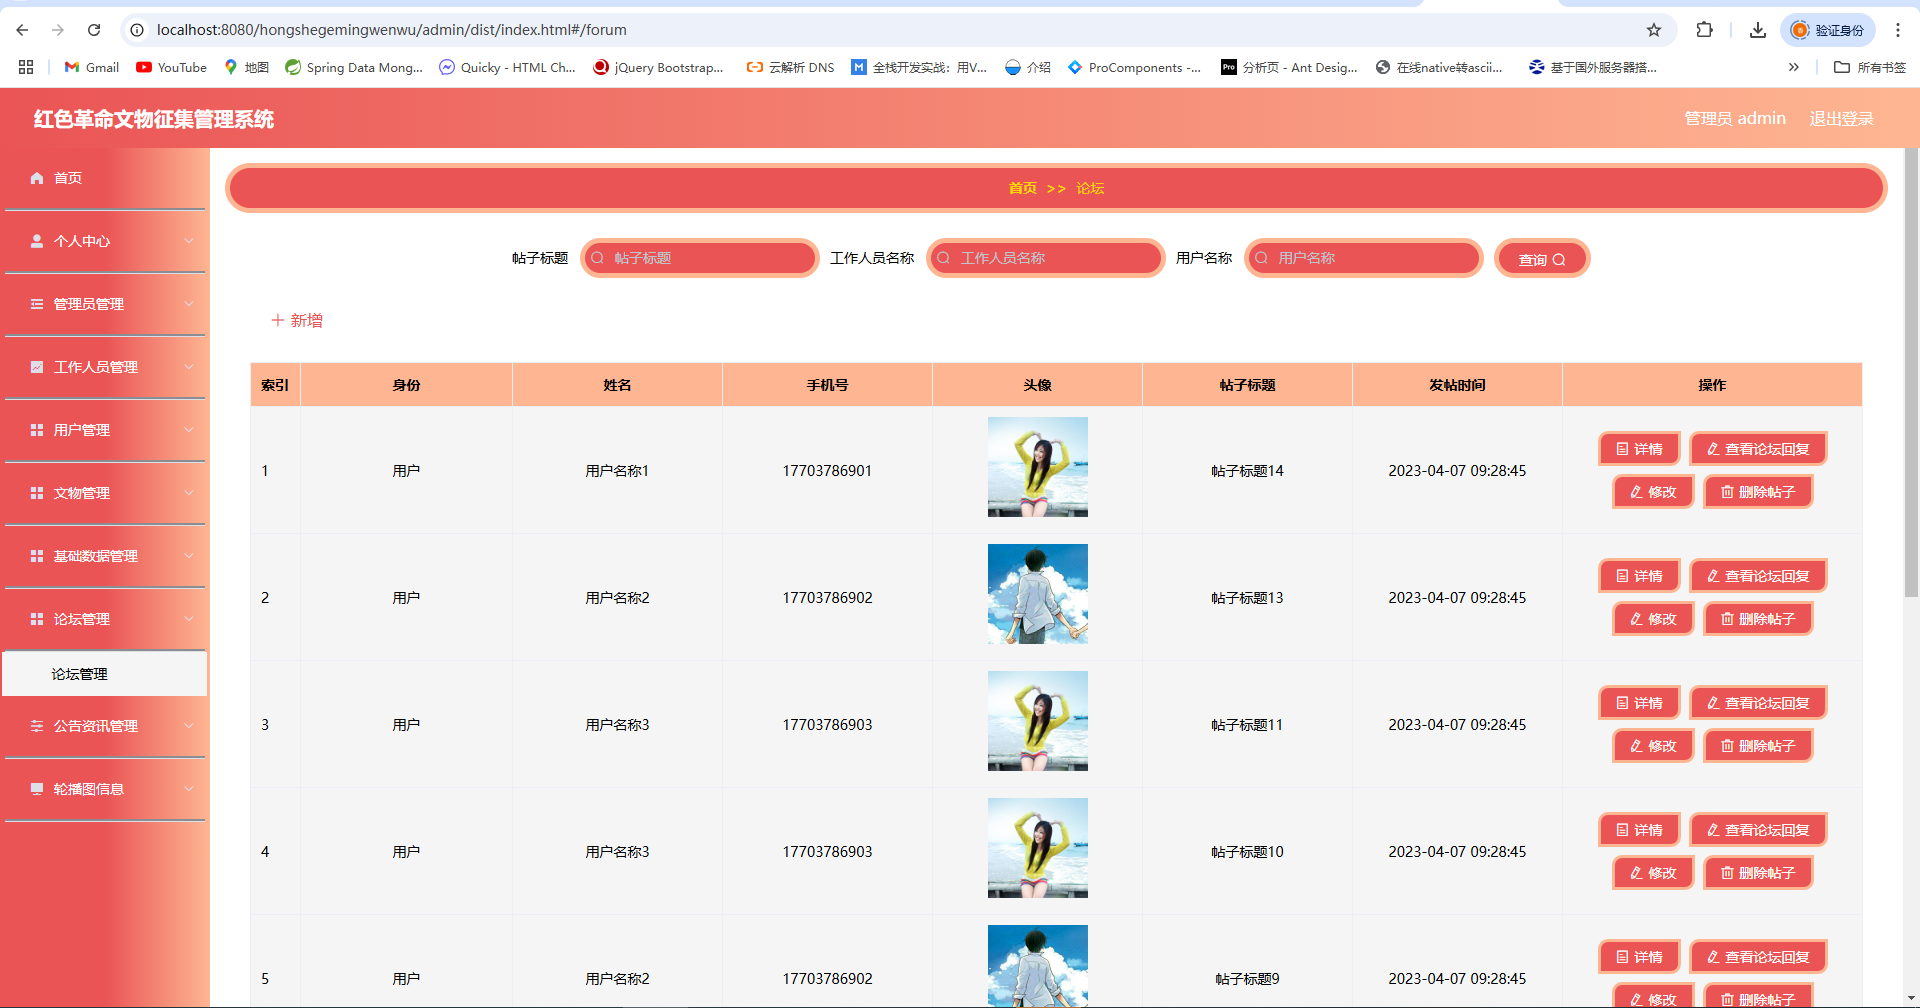 localhost:8080/hongshegemingwenwu/admin/dist/index.html#/forum
验证身份
Gmail
YouTube
地图
Spring Data Mong...
Quicky - HTML Ch...
jQuery Bootstrap...
云解析 DNS
全栈开发实战：用V...
介绍
ProComponents -...
分析页 - Ant Desig...
在线native转ascii...
基于国外服务器搭...
所有书签
红色革命文物征集管理系统
管理员 admin
退出登录
首页
个人中心
管理员管理
工作人员管理
用户管理
文物管理
基础数据管理
论坛管理
论坛管理
公告资讯管理
轮播图信息
首页 >> 论坛
帖子标题 帖子标题 工作人员名称 工作人员名称 用户名称 用户名称 查询
新增
索引 身份 姓名 手机号 头像 帖子标题 发帖时间 操作
1 用户 用户名称1 17703786901 帖子标题14 2023-04-07 09:28:45 详情 查看论坛回复
修改 删除帖子
2 用户 用户名称2 17703786902 帖子标题13 2023-04-07 09:28:45 详情 查看论坛回复
修改 删除帖子
3 用户 用户名称3 17703786903 帖子标题11 2023-04-07 09:28:45 详情 查看论坛回复
修改 删除帖子
4 用户 用户名称3 17703786903 帖子标题10 2023-04-07 09:28:45 详情 查看论坛回复
修改 删除帖子
5 用户 用户名称2 17703786902 帖子标题9 2023-04-07 09:28:45 详情 查看论坛回复
修改 删除帖子